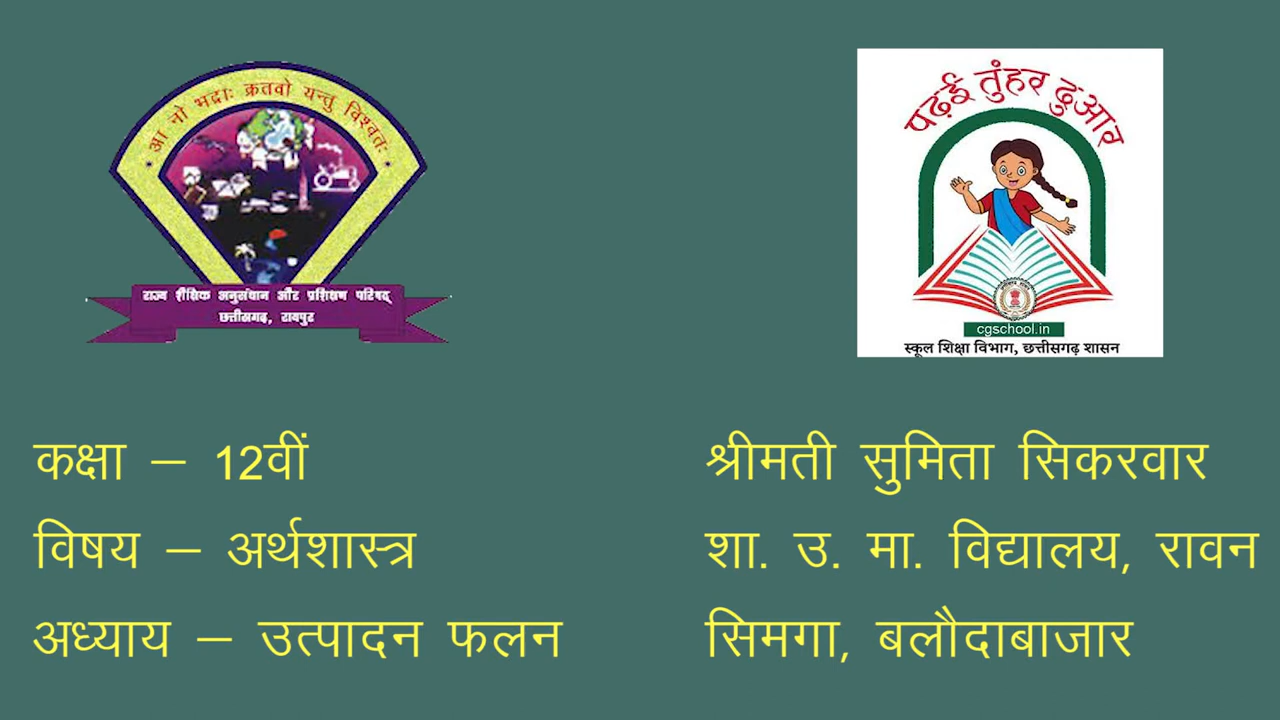 आ नो भद्राः क्रतवो यन्तु विश्वतः
राज्य शैक्षिक अनुसंधान और प्रशिक्षण परिषद्
छत्तीसगढ़, रायपुर
पढ़ई तुंहर दुआर
cgschool.in
स्कूल शिक्षा विभाग, छत्तीसगढ़ शासन
कक्षा – 12वीं
विषय – अर्थशास्त्र
अध्याय – उत्पादन फलन
श्रीमती सुमिता सिकरवार
शा. उ. मा. विद्यालय, रावन
सिमगा, बलौदाबाजार